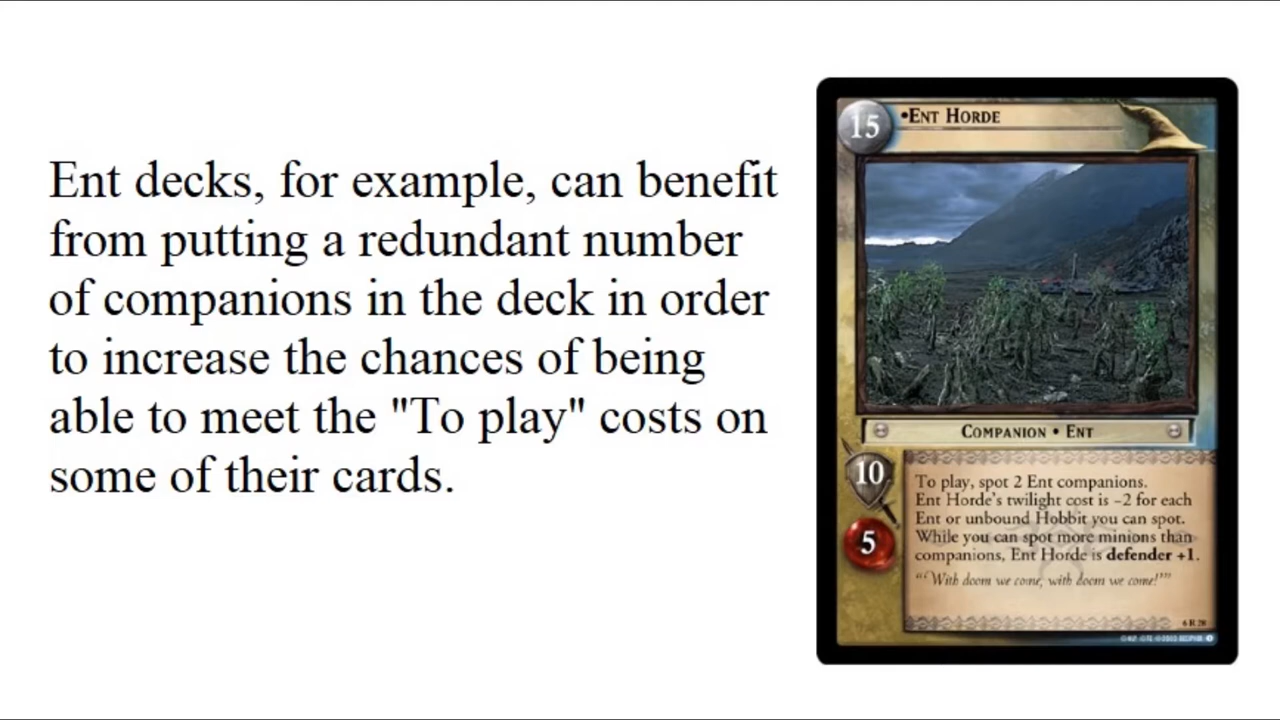 Ent decks, for example, can benefit
from putting a redundant number
of companions in the deck in order
to increase the chances of being
able to meet the "To play" costs on
some of their cards.
15
•Ent Horde
Companion • Ent
10
5
To play, spot 2 Ent companions.
Ent Horde's twilight cost is –2 for each
Ent or unbound Hobbit you can spot.
While you can spot more minions than
companions, Ent Horde is defender +1.
"'With doom we come, with doom we come!'"
6 R 28